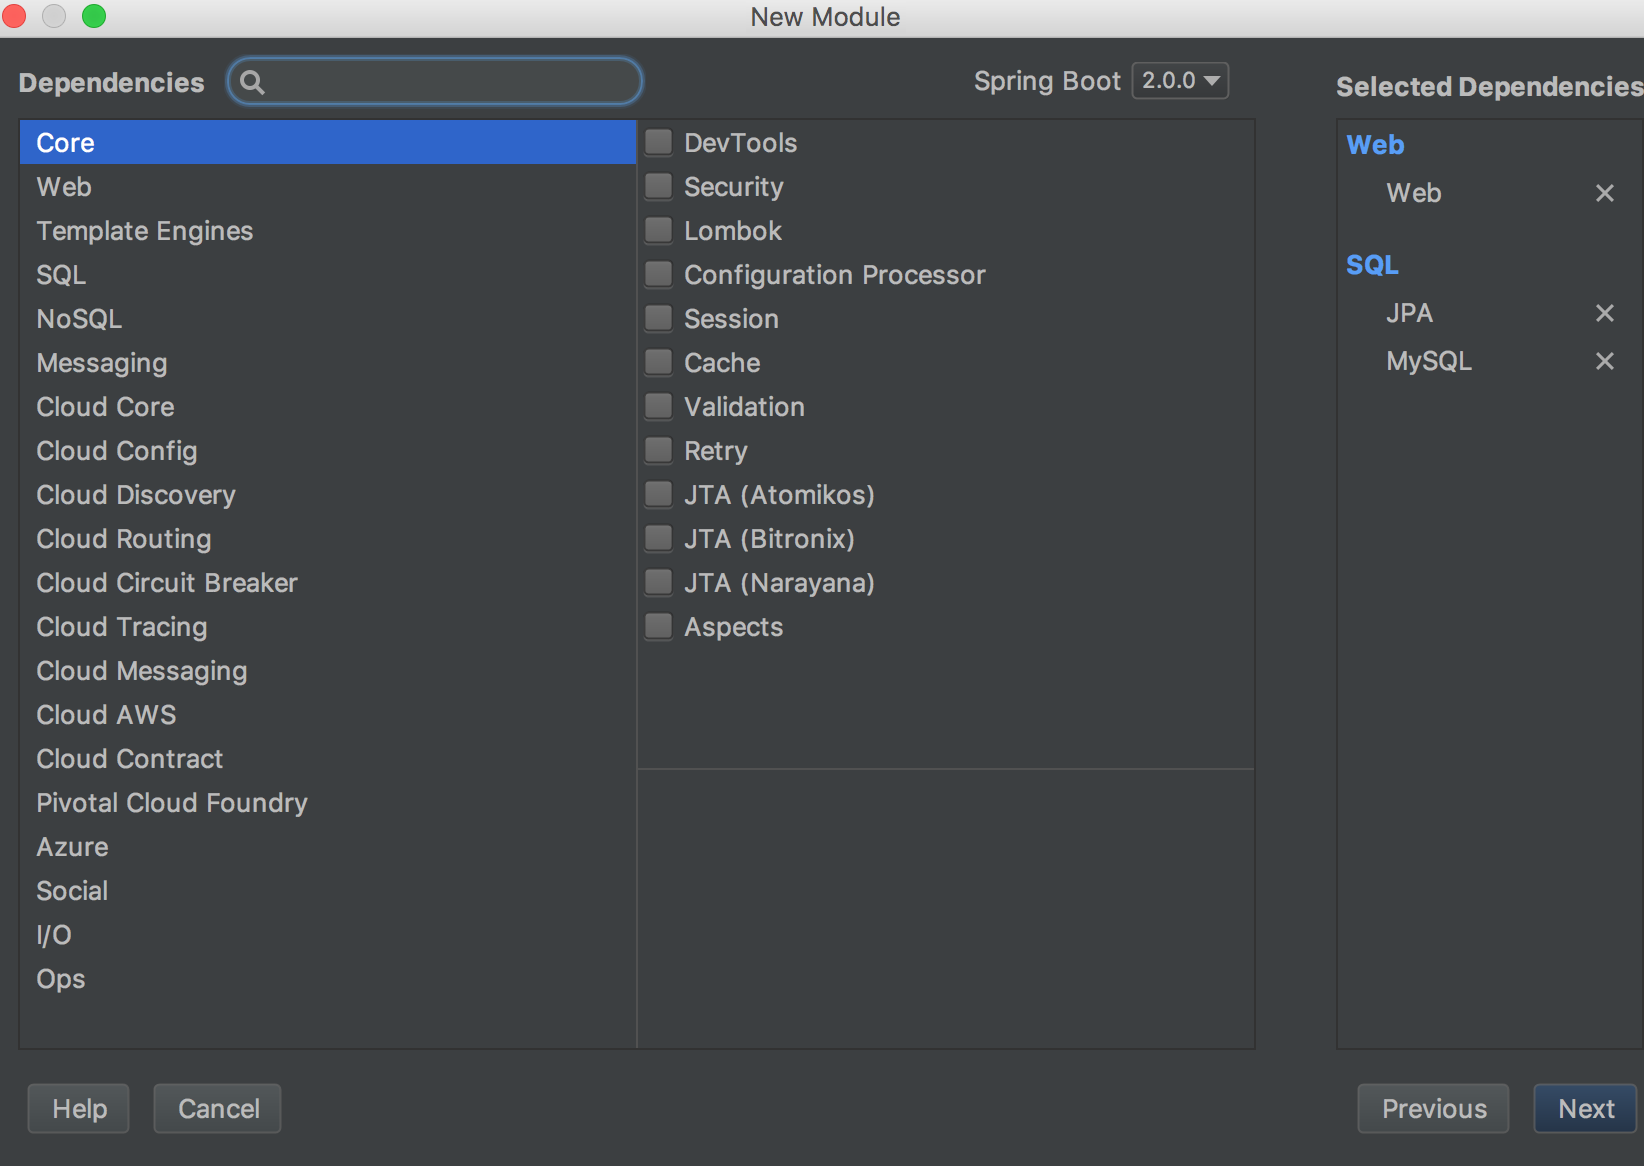 New Module
Dependencies
Spring Boot 2.0.0
Selected Dependencies
Core
Web
Template Engines
SQL
NoSQL
Messaging
Cloud Core
Cloud Config
Cloud Discovery
Cloud Routing
Cloud Circuit Breaker
Cloud Tracing
Cloud Messaging
Cloud AWS
Cloud Contract
Pivotal Cloud Foundry
Azure
Social
I/O
Ops
DevTools
Security
Lombok
Configuration Processor
Session
Cache
Validation
Retry
JTA (Atomikos)
JTA (Bitronix)
JTA (Narayana)
Aspects
Web
Web
SQL
JPA
MySQL
Help
Cancel
Previous
Next